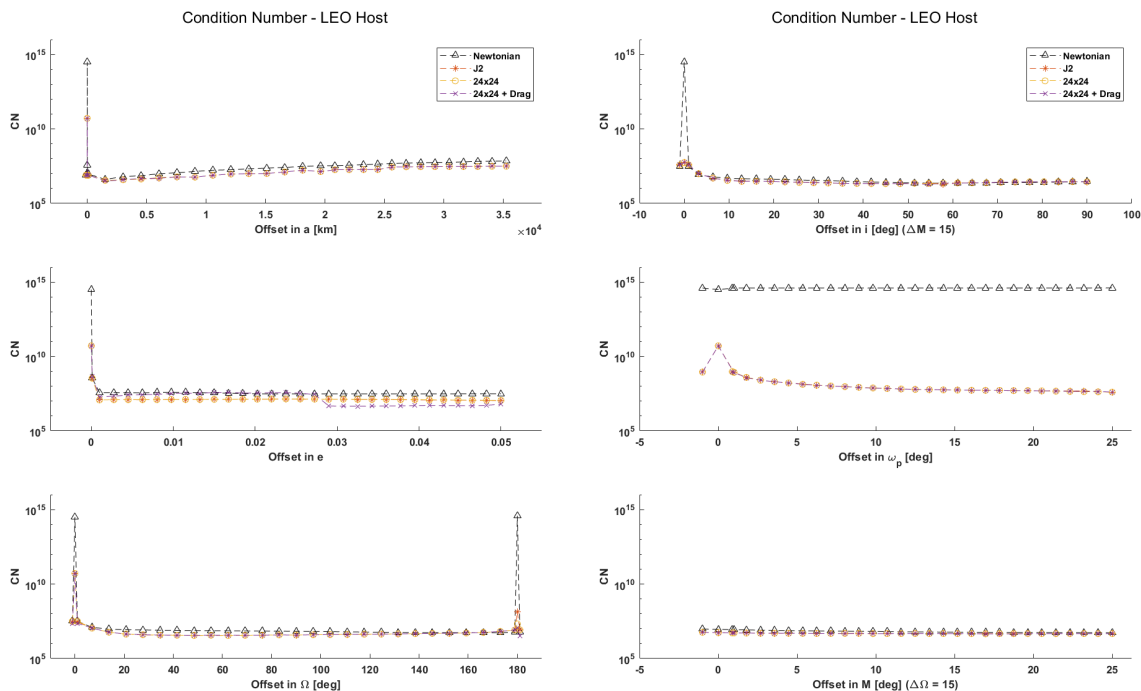 Condition Number - LEO Host
10^15
10^10
10^5
CN
Newtonian
J2
24x24
24x24 + Drag
0 0.5 1 1.5 2 2.5 3 3.5
×10^4
Offset in a [km]
Condition Number - LEO Host
10^15
10^10
10^5
CN
Newtonian
J2
24x24
24x24 + Drag
-10 0 10 20 30 40 50 60 70 80 90 100
Offset in i [deg] (ΔM = 15)
10^15
10^10
10^5
CN
0 0.01 0.02 0.03 0.04 0.05
Offset in e
10^15
10^10
10^5
CN
-5 0 5 10 15 20 25
Offset in ω_p [deg]
10^15
10^10
10^5
CN
0 20 40 60 80 100 120 140 160 180
Offset in Ω [deg]
10^15
10^10
10^5
CN
-5 0 5 10 15 20 25
Offset in M [deg] (ΔΩ = 15)